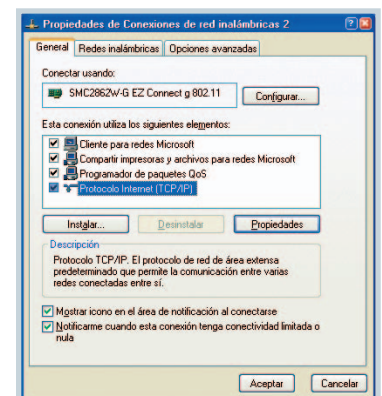 Propiedades de Conexiones de red inalámbricas 2
General Redes inalámbricas Opciones avanzadas
Conectar usando:
SMC2862W-G EZ Connect g 802.11 Configurar...
Esta conexión utiliza los siguientes elementos:
Cliente para redes Microsoft
Compartir impresoras y archivos para redes Microsoft
Programador de paquetes QoS
Protocolo Internet (TCP/IP)
Instalar... Desinstalar Propiedades
Descripción
Protocolo TCP/IP. El protocolo de red de área extensa
predeterminado que permite la comunicación entre varias
redes conectadas entre sí.
Mostrar icono en el área de notificación al conectarse
Notificarme cuando esta conexión tenga conectividad limitada o
nula
Aceptar Cancelar